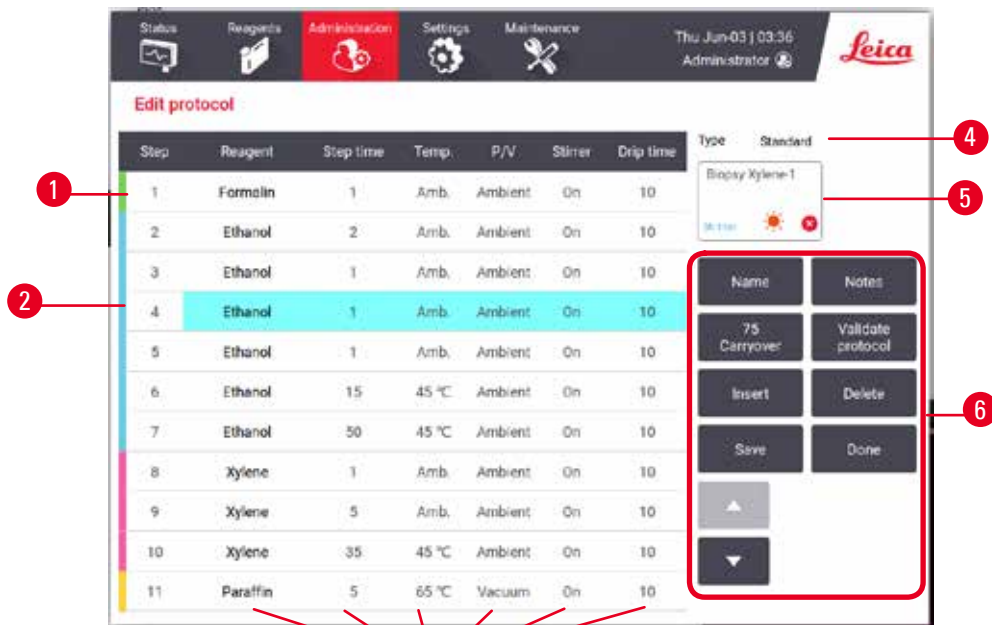 Status Reagents Administration Settings Maintenance
Thu Jun-03 | 03:36
Administrator
Leica
Edit protocol
Step Reagent Step time Temp. P/V Stirrer Drip time
Type Standard
4
Biopsy Xylene-1
5
1
1 Formalin 1 Amb. Ambient On 10
2 Ethanol 2 Amb. Ambient On 10
3 Ethanol 1 Amb. Ambient On 10
2
4 Ethanol 1 Amb. Ambient On 10
5 Ethanol 1 Amb. Ambient On 10
6 Ethanol 15 45 °C Ambient On 10
7 Ethanol 50 45 °C Ambient On 10
8 Xylene 1 Amb. Ambient On 10
9 Xylene 5 Amb. Ambient On 10
10 Xylene 35 45 °C Ambient On 10
11 Paraffin 5 65 °C Vacuum On 10
Name Notes
75
Carryover
Validate
protocol
Insert Delete
6
Save Done